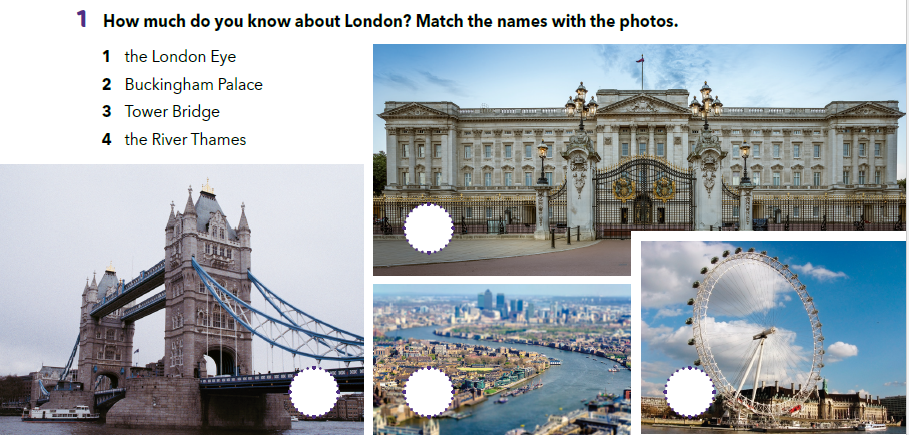 1 How much do you know about London? Match the names with the photos.
1 the London Eye
2 Buckingham Palace
3 Tower Bridge
4 the River Thames